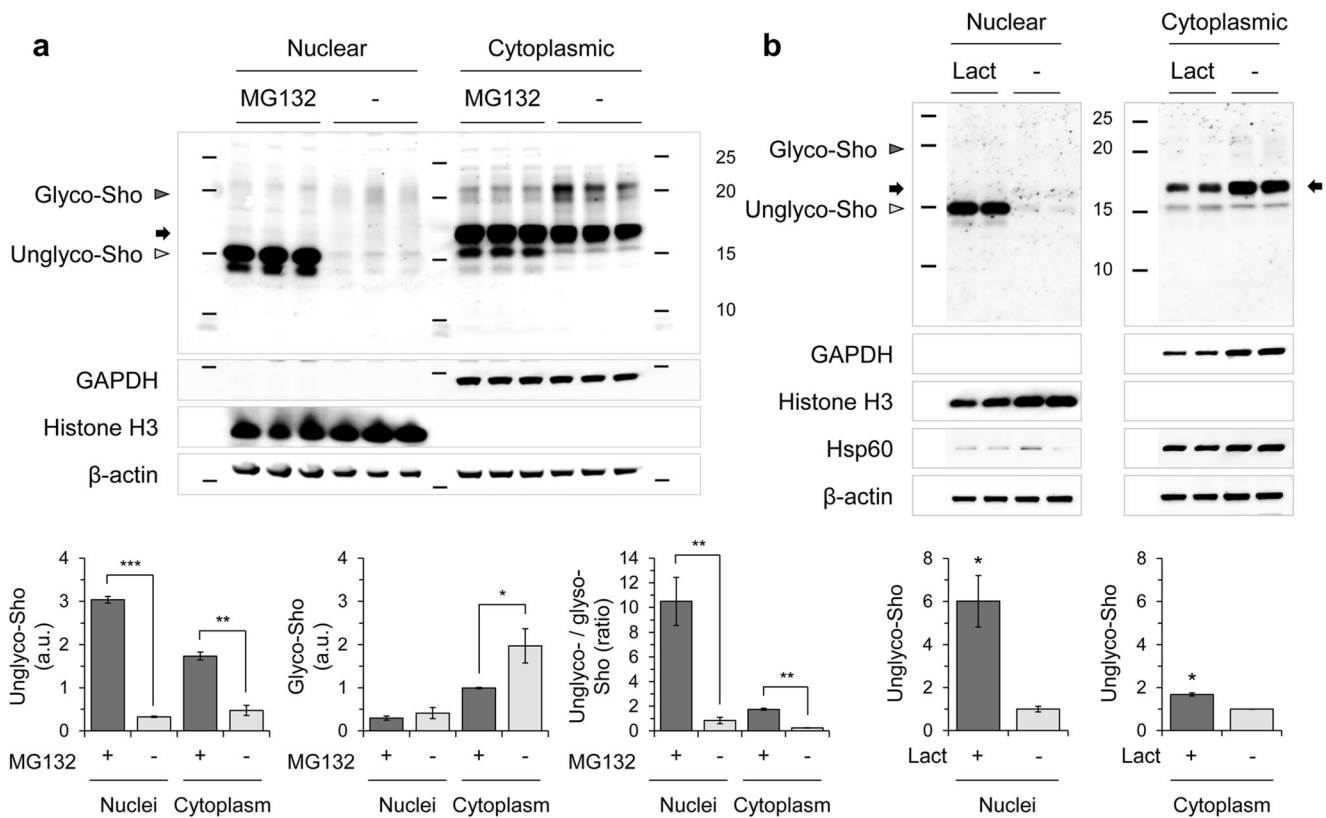 a
Nuclear Cytoplasmic
MG132 - MG132 -
25
Glyco-Sho 20
Unglyco-Sho 15
10
GAPDH
Histone H3
β-actin
b
Nuclear Cytoplasmic
Lact - Lact -
25 25
Glyco-Sho 20
Unglyco-Sho 15
10
GAPDH
Histone H3
Hsp60
β-actin
Unglyco-Sho
(a.u.)
4
3
2
1
0
***
**
MG132 + - + -
Nuclei Cytoplasm
Glyco-Sho
(a.u.)
4
3
2
1
0
*
MG132 + - + -
Nuclei Cytoplasm
Unglyco- / glyso-
Sho (ratio)
14
12
10
8
6
4
2
0
**
**
MG132 + - + -
Nuclei Cytoplasm
Unglyco-Sho
8
6
4
2
0
*
Lact + -
Nuclei
Unglyco-Sho
8
6
4
2
0
*
Lact + -
Cytoplasm